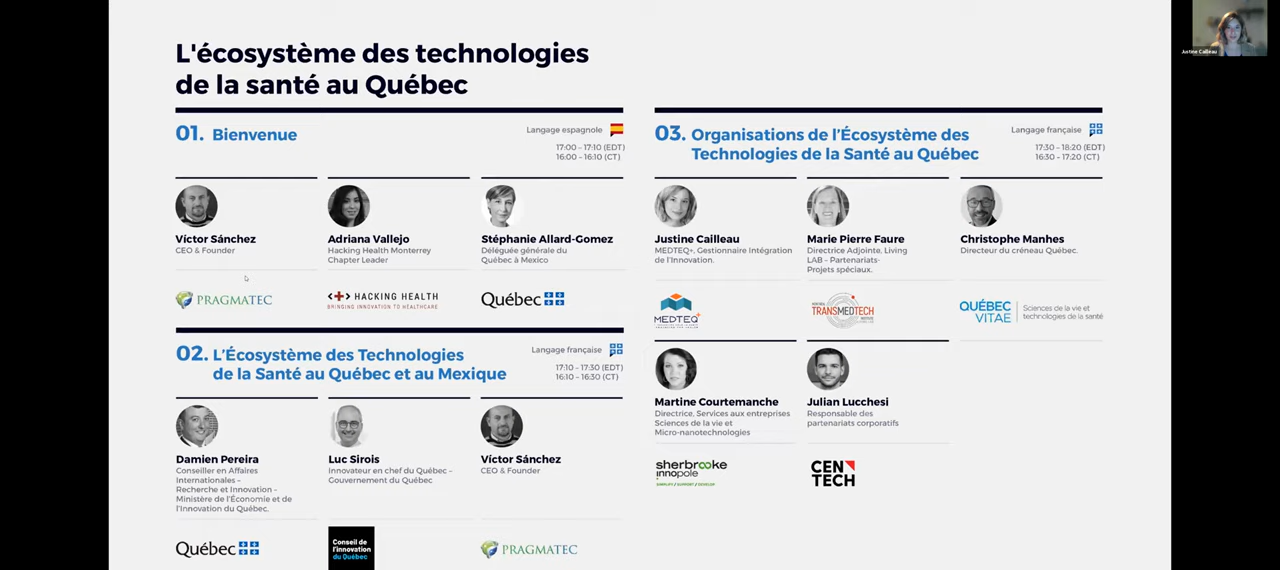 L'écosystème des technologies
de la santé au Québec
01. Bienvenue
Langage espagnole
17:00 – 17:10 (EDT)
16:00 – 16:10 (CT)
Víctor Sánchez
CEO & Founder
PRAGMATEC
Adriana Vallejo
Hacking Health Monterrey
Chapter Leader
HACKING HEALTH
BRINGING INNOVATION TO HEALTHCARE
Stéphanie Allard-Gomez
Déléguée générale du
Québec à Mexico
Québec
02. L'Écosystème des Technologies
de la Santé au Québec et au Mexique
Langage française
17:10 – 17:30 (EDT)
16:10 – 16:30 (CT)
Damien Pereira
Conseiller en Affaires
Internationales –
Recherche et Innovation –
Ministère de l'Économie et de
l'Innovation du Québec.
Québec
Luc Sirois
Innovateur en chef du Québec –
Gouvernement du Québec
Conseil de
l'innovation
du Québec
Víctor Sánchez
CEO & Founder
PRAGMATEC
03. Organisations de l'Écosystème des
Technologies de la Santé au Québec
Langage française
17:30 – 18:20 (EDT)
16:30 – 17:20 (CT)
Justine Cailleau
MEDTEQ+, Gestionnaire Intégration
de l'Innovation.
MEDTEQ+
Marie Pierre Faure
Directrice Adjointe, Living
LAB – Partenariats-
Projets spéciaux.
TRANSMEDTECH
Christophe Manhes
Directeur du créneau Québec.
QUÉBEC
VITAE
Sciences de la vie et
technologies de la santé
Martine Courtemanche
Directrice, Services aux entreprises
Sciences de la vie et
Micro-nanotechnologies
sherbrooke
innopole
SIMPLIFY / SUPPORT / DEVELOP
Julian Lucchesi
Responsable des
partenariats corporatifs
CEN
TECH
Justine Cailleau